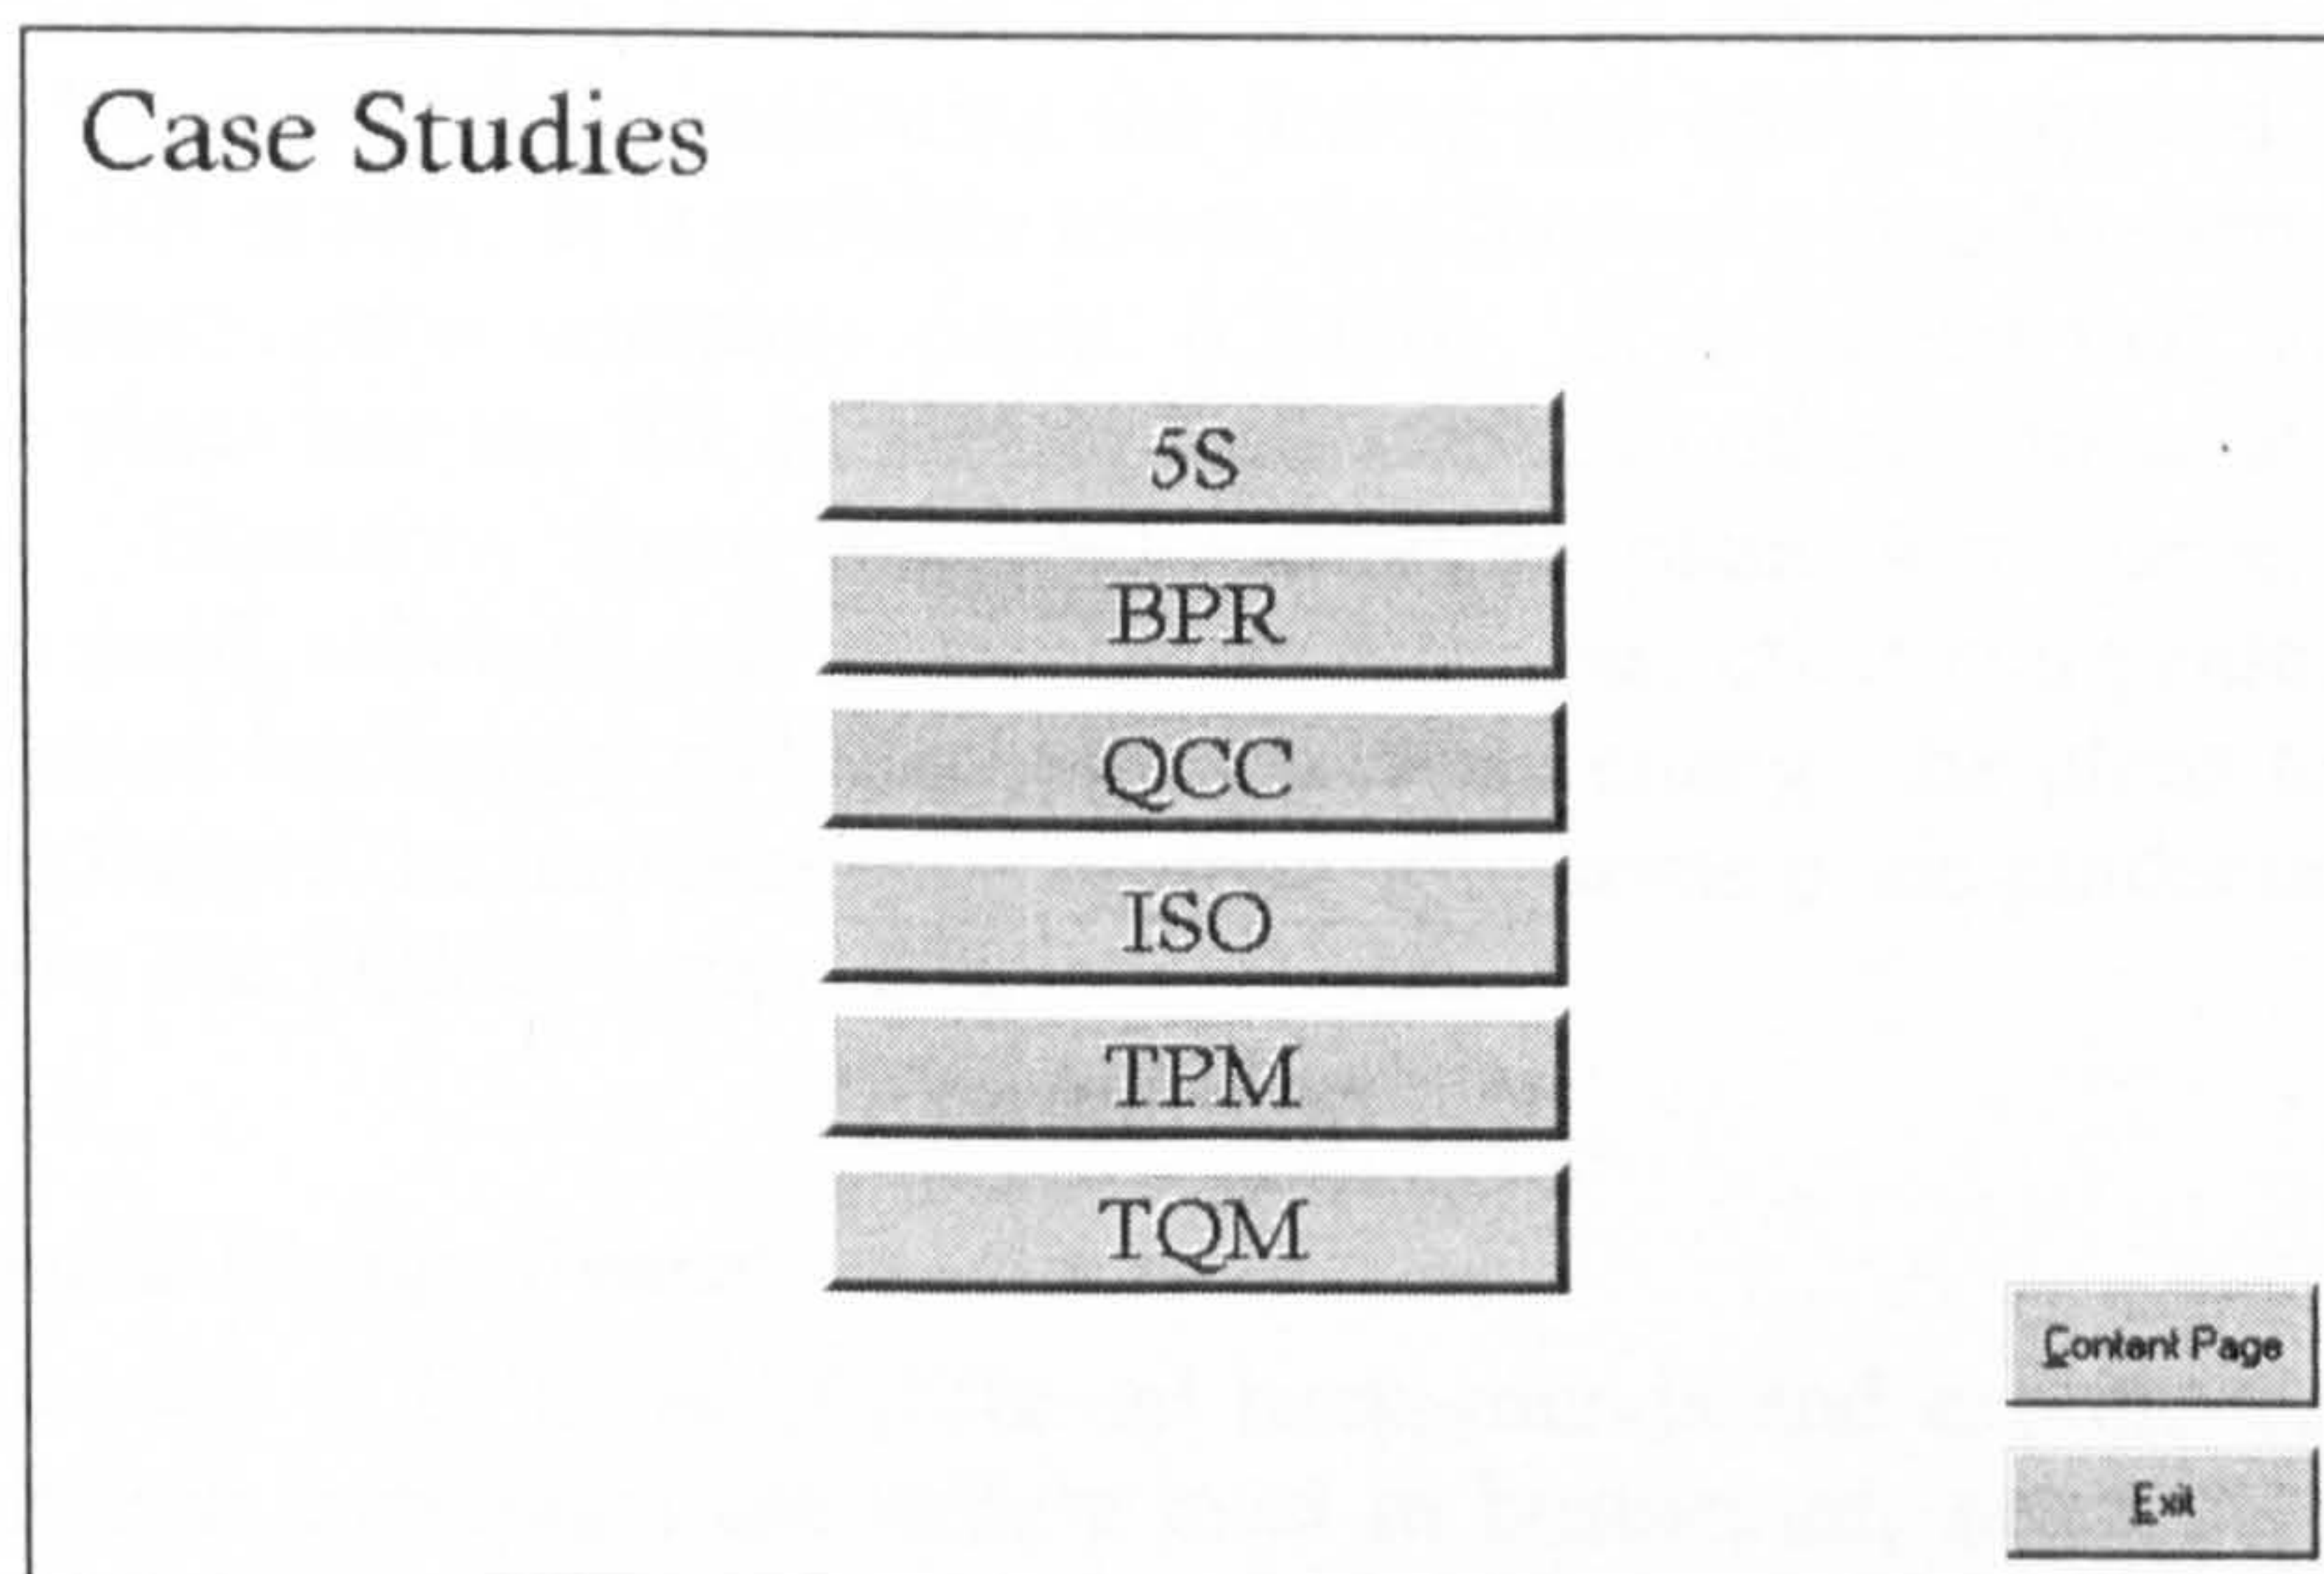 Case Studies
5S
BPR
QCC
ISO
TPM
TQM
Content Page
Exit